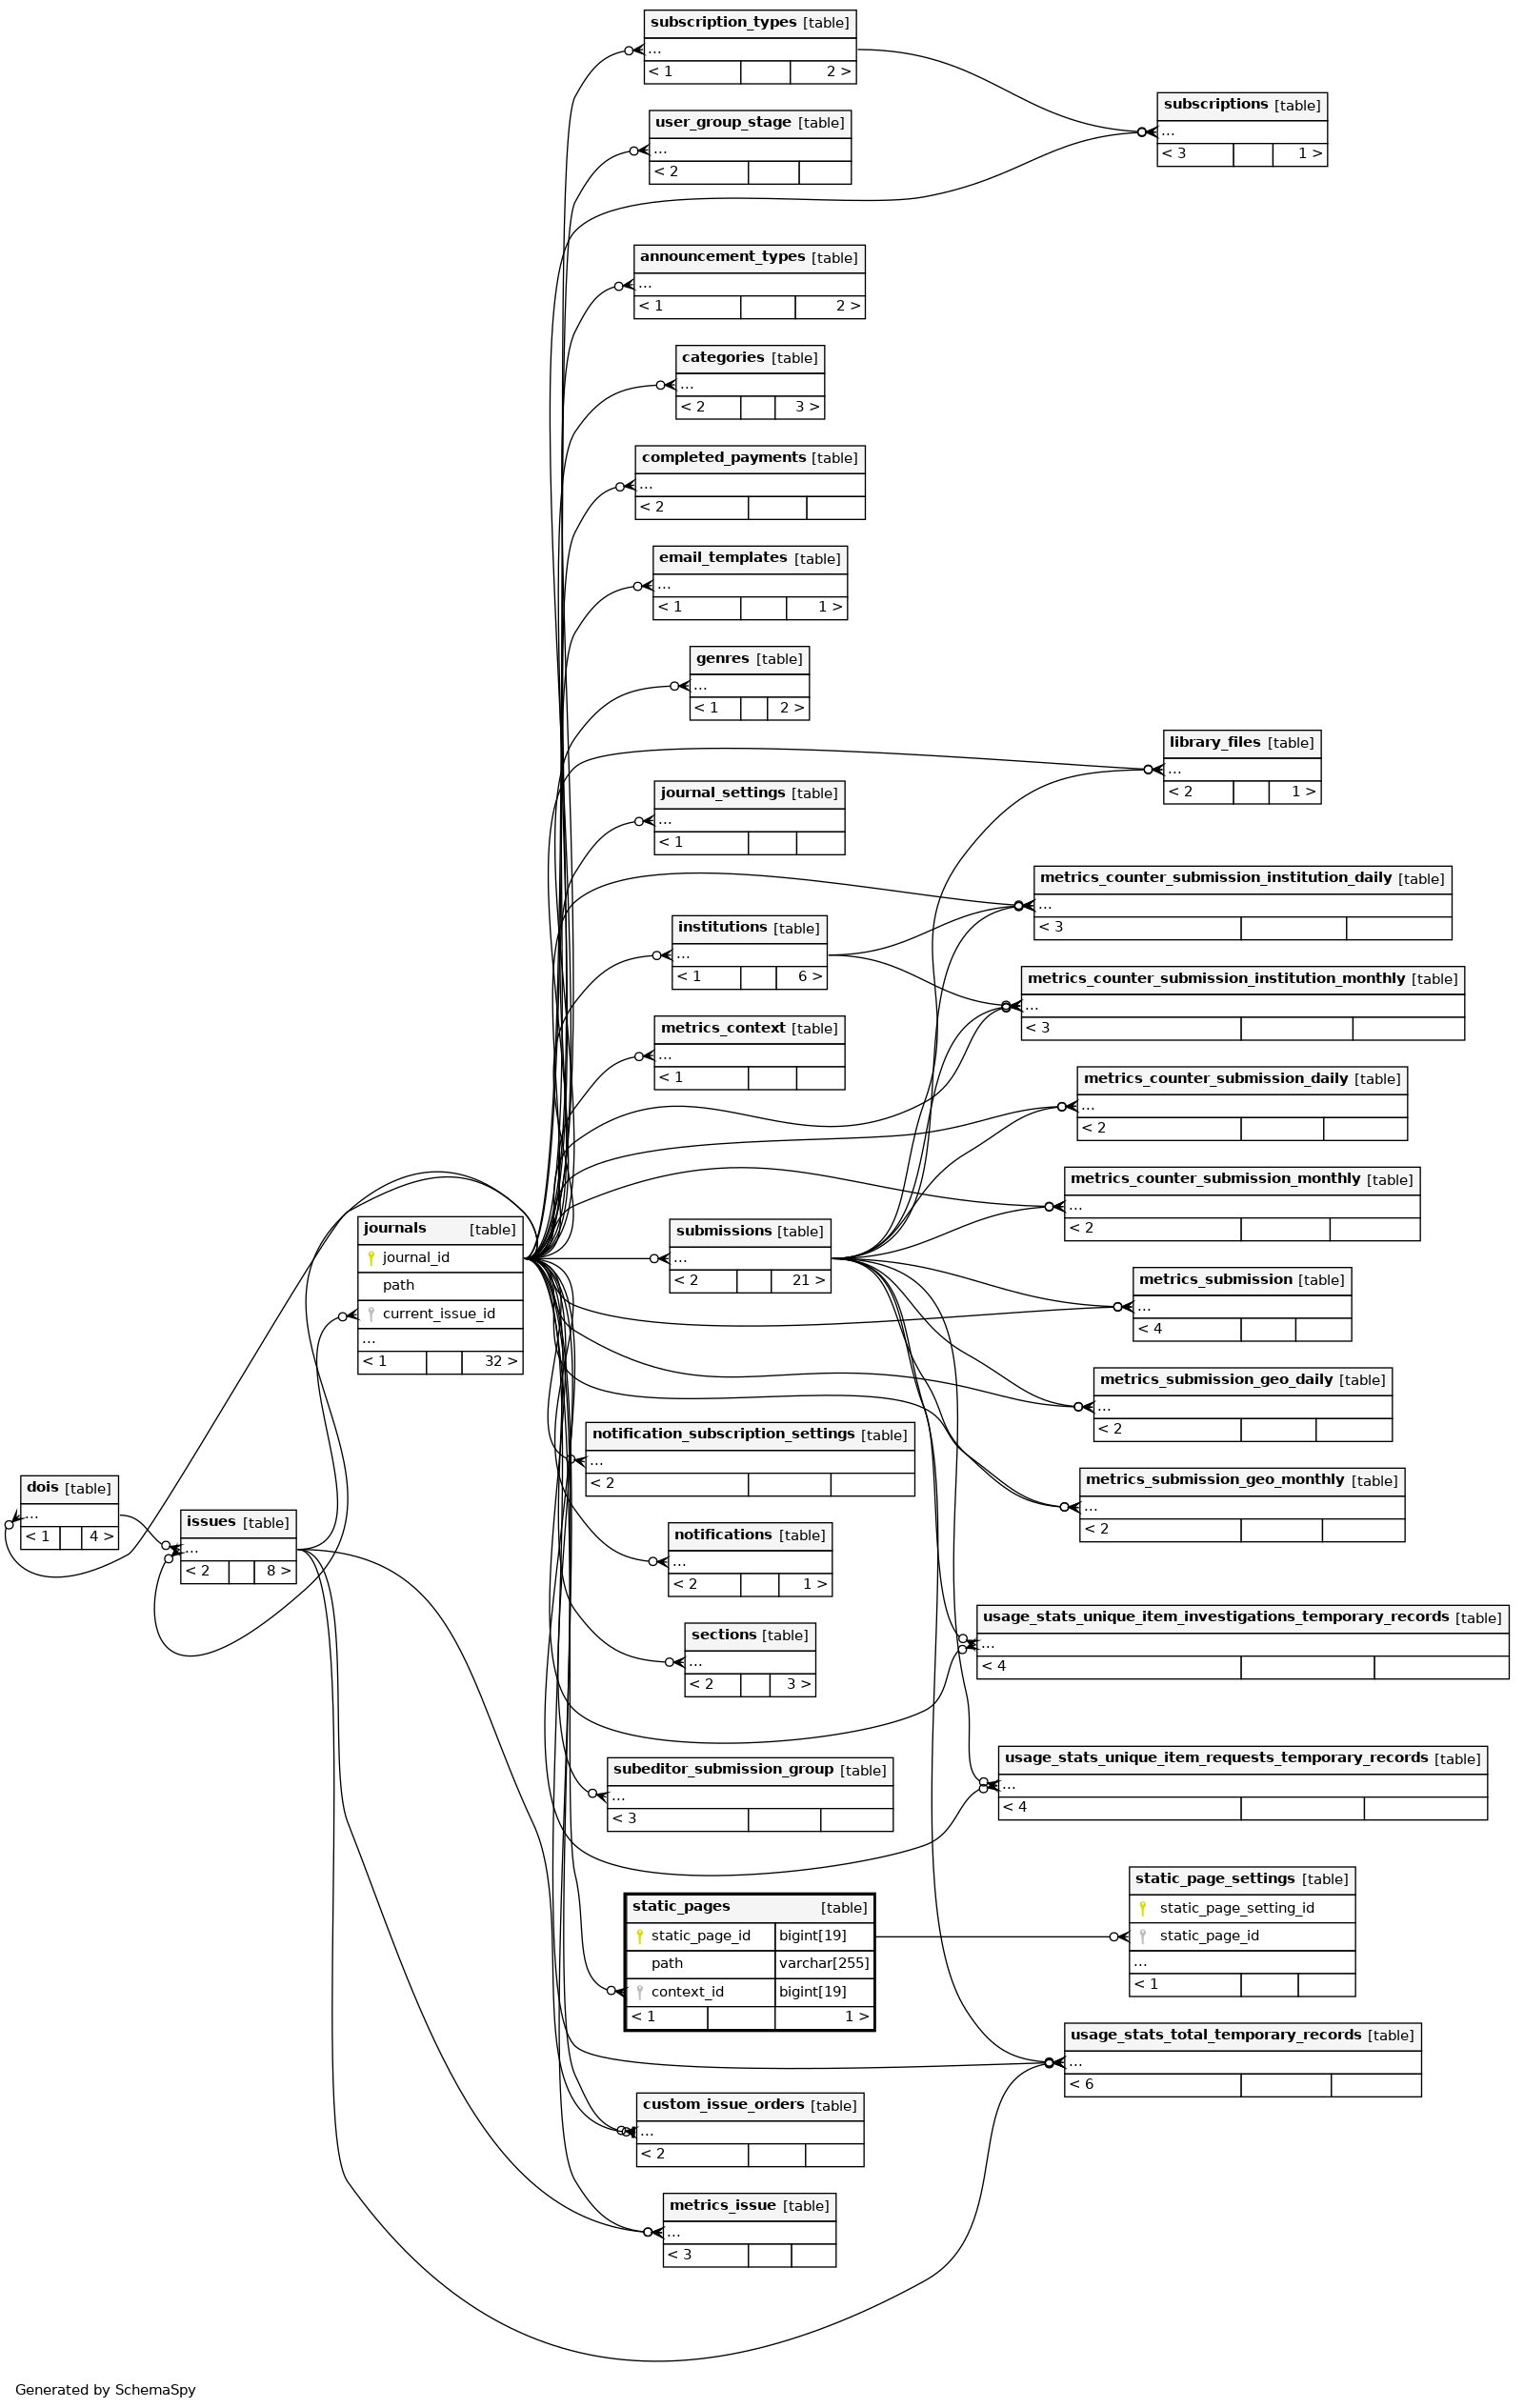 subscription_types [table]
...
< 1 2 >
subscriptions [table]
...
< 3 1 >
user_group_stage [table]
...
< 2
announcement_types [table]
...
< 1 2 >
categories [table]
...
< 2 3 >
completed_payments [table]
...
< 2
email_templates [table]
...
< 1 1 >
genres [table]
...
< 1 2 >
library_files [table]
...
< 2 1 >
journal_settings [table]
...
< 1
metrics_counter_submission_institution_daily [table]
...
< 3
institutions [table]
...
< 1 6 >
metrics_counter_submission_institution_monthly [table]
...
< 3
metrics_context [table]
...
< 1
metrics_counter_submission_daily [table]
...
< 2
metrics_counter_submission_monthly [table]
...
< 2
journals [table]
journal_id
path
current_issue_id
...
< 1 32 >
submissions [table]
...
< 2 21 >
metrics_submission [table]
...
< 4
metrics_submission_geo_daily [table]
...
< 2
notification_subscription_settings [table]
...
< 2
metrics_submission_geo_monthly [table]
...
< 2
dois [table]
...
< 1 4 >
issues [table]
...
< 2 8 >
notifications [table]
...
< 2 1 >
usage_stats_unique_item_investigations_temporary_records [table]
...
< 4
sections [table]
...
< 2 3 >
usage_stats_unique_item_requests_temporary_records [table]
...
< 4
subeditor_submission_group [table]
...
< 3
static_page_settings [table]
static_page_setting_id
static_page_id
...
< 1
static_pages [table]
static_page_id bigint[19]
path varchar[255]
context_id bigint[19]
< 1 1 >
usage_stats_total_temporary_records [table]
...
< 6
custom_issue_orders [table]
...
< 2
metrics_issue [table]
...
< 3
Generated by SchemaSpy